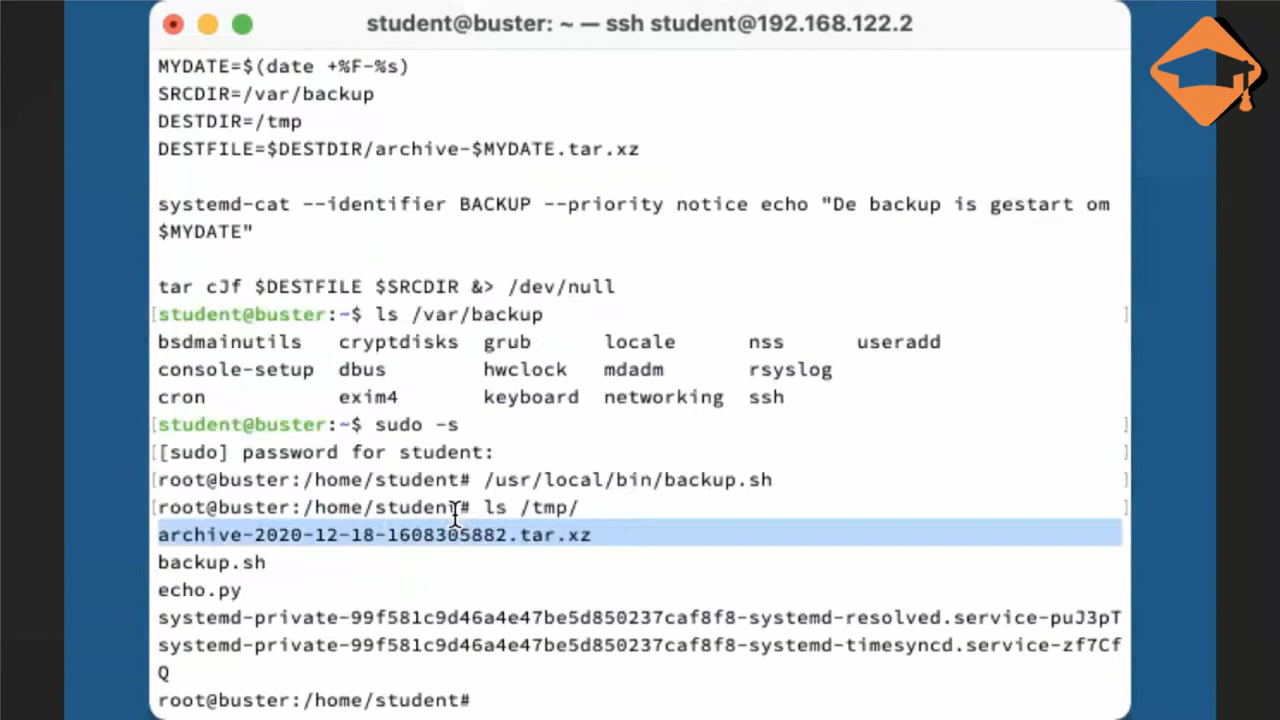 student@buster: ~ — ssh student@192.168.122.2
MYDATE=$(date +%F-%s)
SRCDIR=/var/backup
DESTDIR=/tmp
DESTFILE=$DESTDIR/archive-$MYDATE.tar.xz
systemd-cat --identifier BACKUP --priority notice echo "De backup is gestart om
$MYDATE"
tar cJf $DESTFILE $SRCDIR &> /dev/null
[student@buster:~$ ls /var/backup ]
bsdmainutils cryptdisks grub locale nss useradd
console-setup dbus hwclock mdadm rsyslog
cron exim4 keyboard networking ssh
[student@buster:~$ sudo -s ]
[[sudo] password for student: ]
[root@buster:/home/student# /usr/local/bin/backup.sh ]
[root@buster:/home/student# ls /tmp/ ]
archive-2020-12-18-1608305882.tar.xz
backup.sh
echo.py
systemd-private-99f581c9d46a4e47be5d850237caf8f8-systemd-resolved.service-puJ3pT
systemd-private-99f581c9d46a4e47be5d850237caf8f8-systemd-timesyncd.service-zf7Cf
Q
root@buster:/home/student#